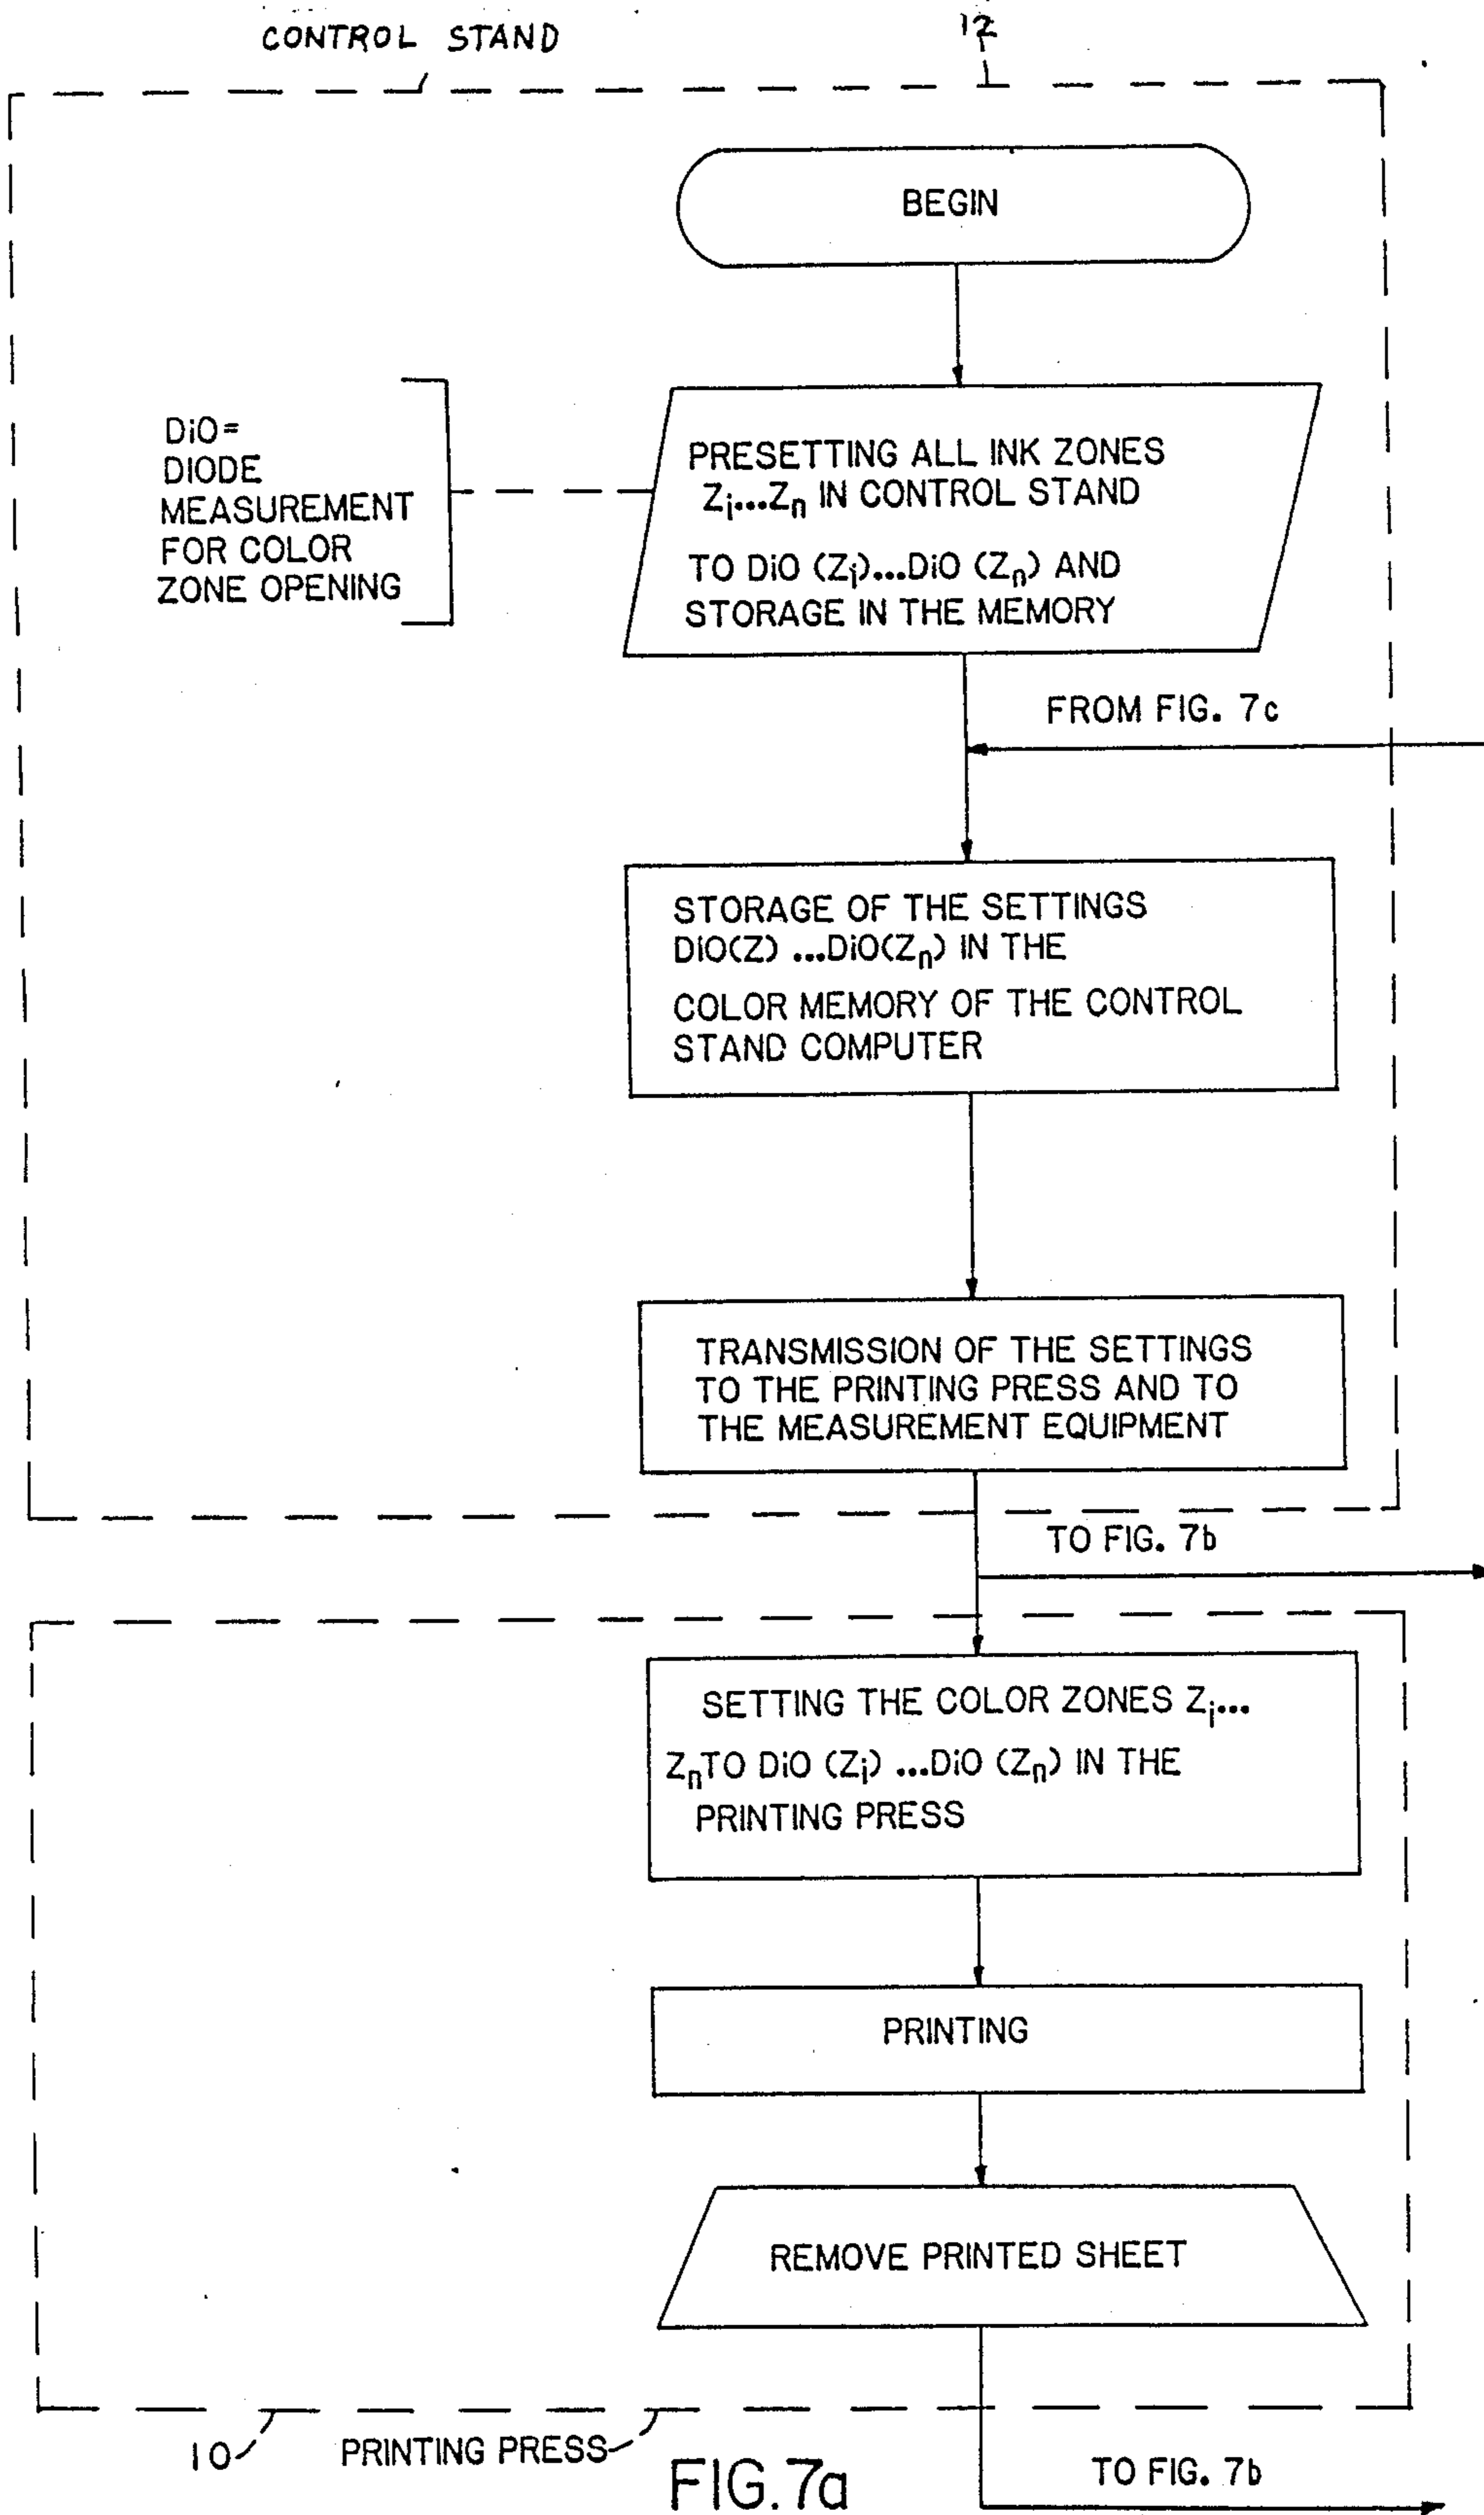 CONTROL STAND
12
BEGIN
DiO=
DIODE
MEASUREMENT
FOR COLOR
ZONE OPENING
PRESETTING ALL INK ZONES
Zi...Zn IN CONTROL STAND
TO DiO (Zi)...DiO (Zn) AND
STORAGE IN THE MEMORY
FROM FIG. 7c
STORAGE OF THE SETTINGS
DiO(Z) ...DiO(Zn) IN THE
COLOR MEMORY OF THE CONTROL
STAND COMPUTER
TRANSMISSION OF THE SETTINGS
TO THE PRINTING PRESS AND TO
THE MEASUREMENT EQUIPMENT
TO FIG. 7b
SETTING THE COLOR ZONES Zi...
Zn TO DiO (Zi) ...DiO (Zn) IN THE
PRINTING PRESS
PRINTING
REMOVE PRINTED SHEET
10
PRINTING PRESS
FIG.7a
TO FIG. 7b